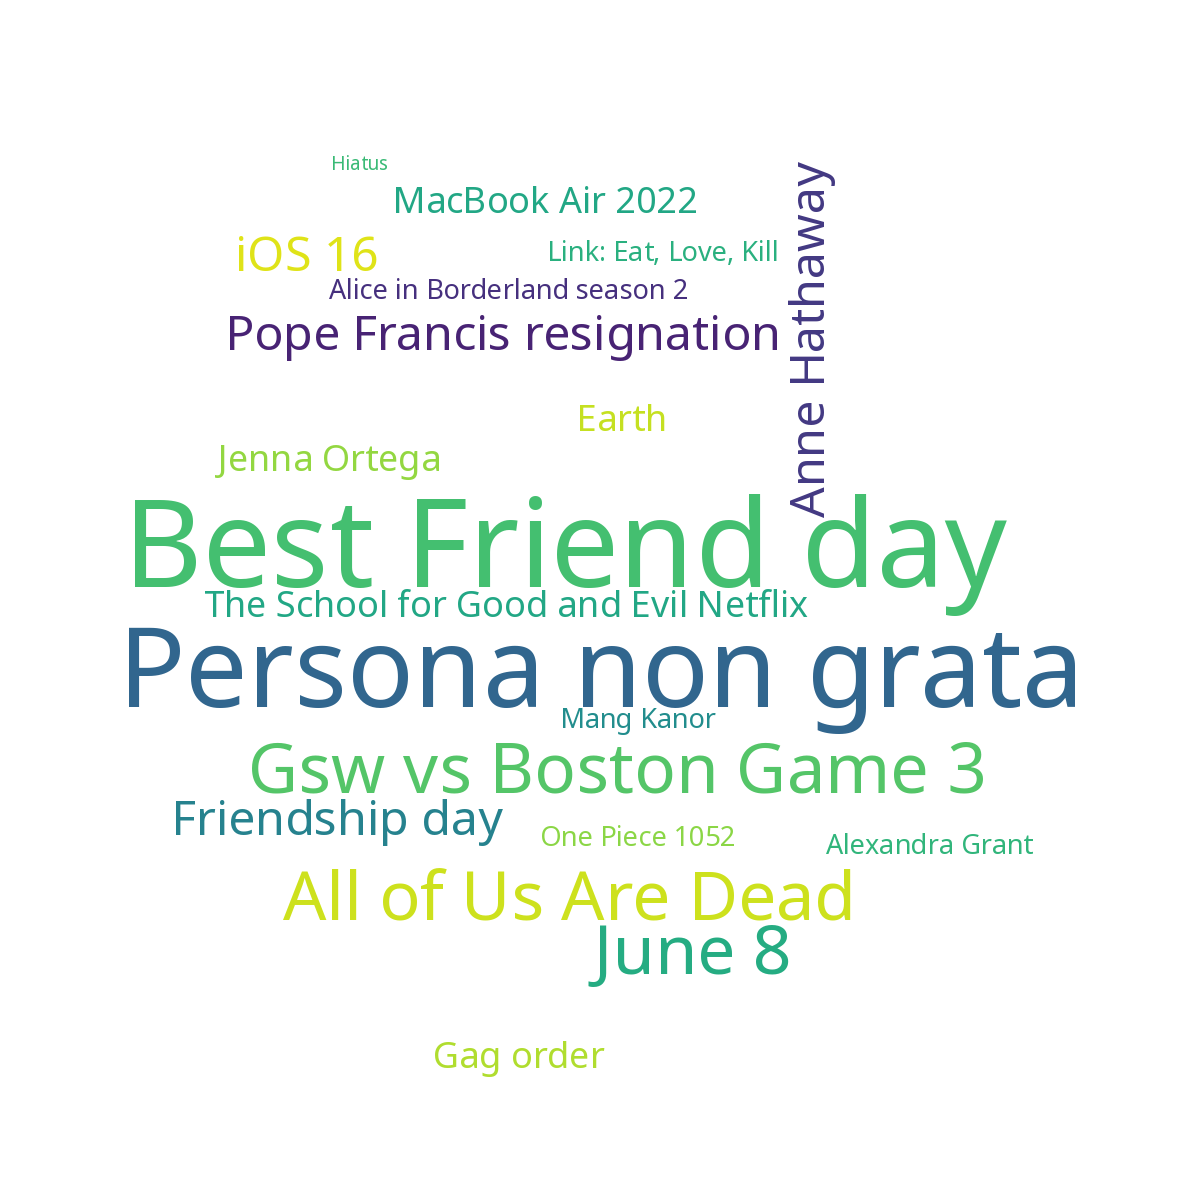 Hiatus
MacBook Air 2022
Anne Hathaway
iOS 16
Link: Eat, Love, Kill
Alice in Borderland season 2
Pope Francis resignation
Earth
Jenna Ortega
Best Friend day
The School for Good and Evil Netflix
Persona non grata
Mang Kanor
Gsw vs Boston Game 3
Friendship day
One Piece 1052
Alexandra Grant
All of Us Are Dead
June 8
Gag order